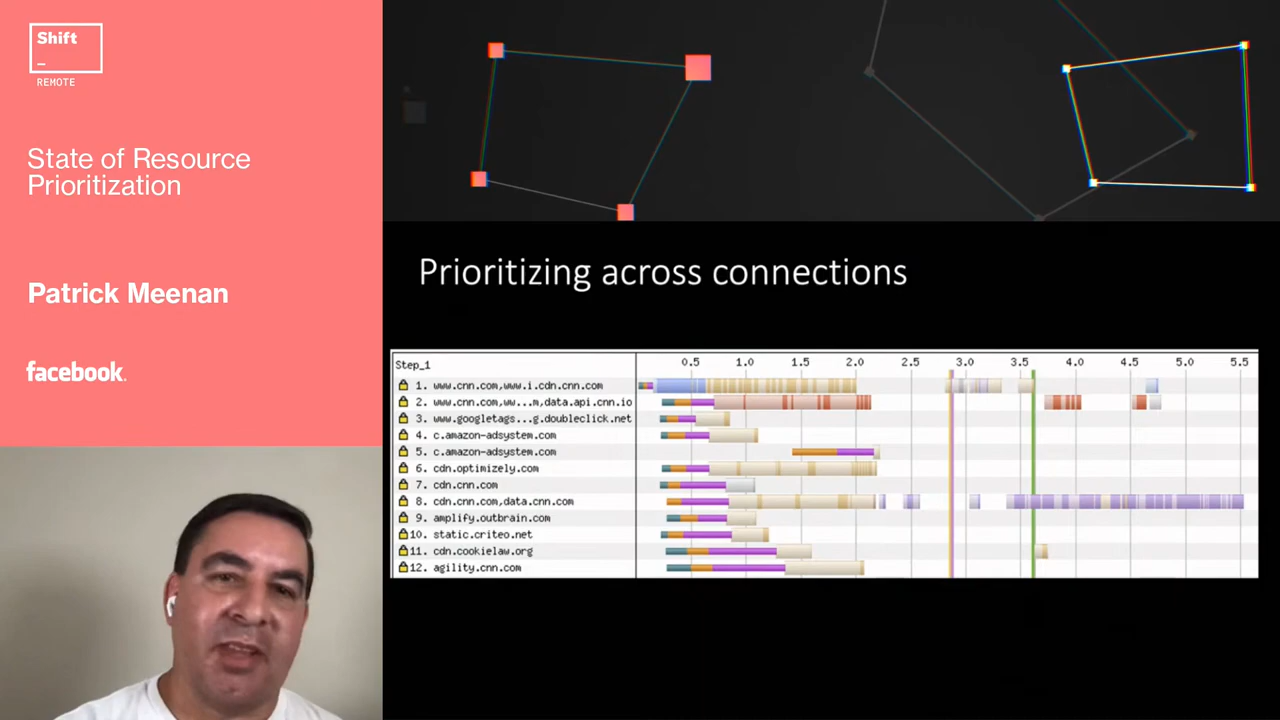 Shift
_
REMOTE
State of Resource
Prioritization
Patrick Meenan
facebook.
Prioritizing across connections
Step_1 0.5 1.0 1.5 2.0 2.5 3.0 3.5 4.0 4.5 5.0 5.5
1. www.cnn.com,www.i.cdn.cnn.com
2. www.cnn.com,ww...m,data.api.cnn.io
3. www.googletags...g.doubleclick.net
4. c.amazon-adsystem.com
5. c.amazon-adsystem.com
6. cdn.optimizely.com
7. cdn.cnn.com
8. cdn.cnn.com,data.cnn.com
9. amplify.outbrain.com
10. static.criteo.net
11. cdn.cookielaw.org
12. agility.cnn.com